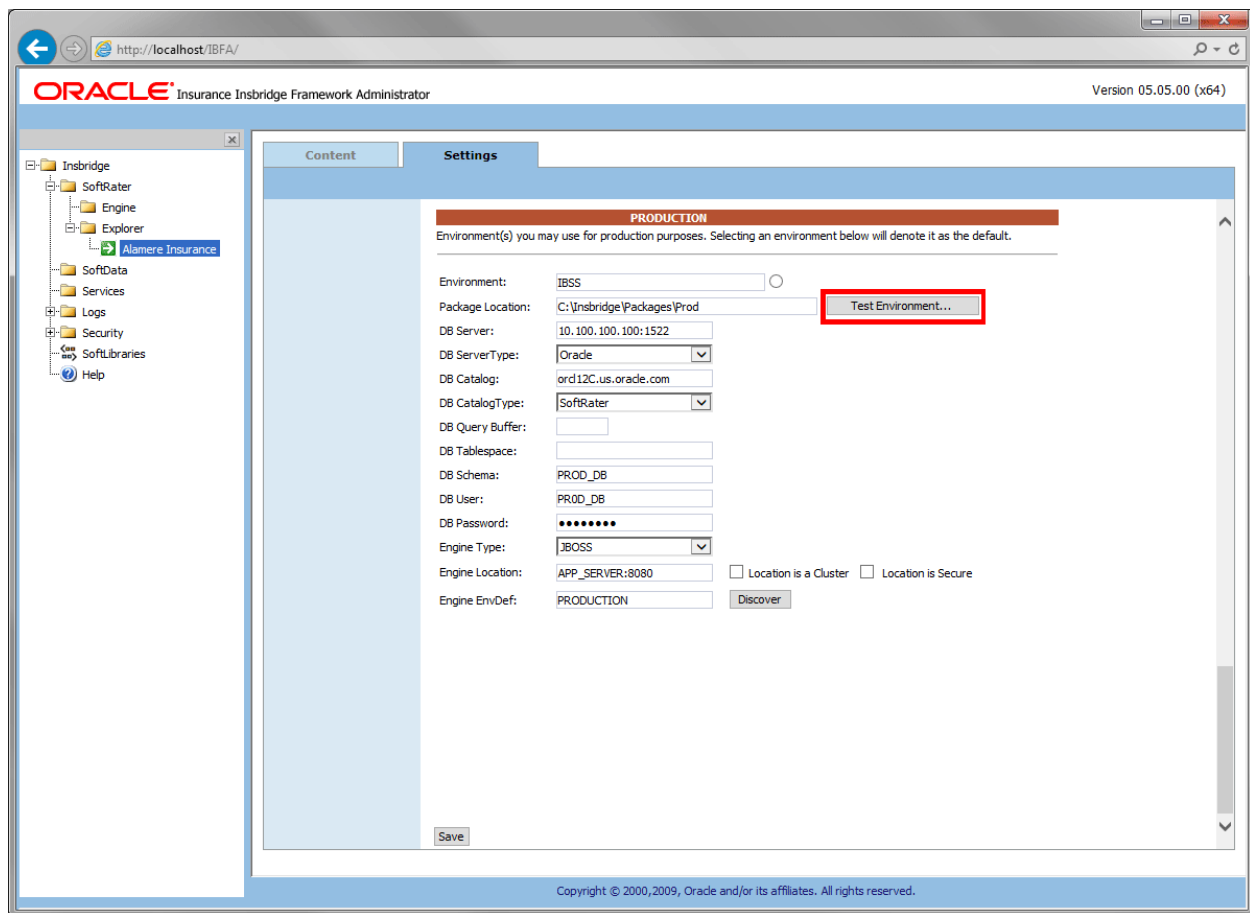 http://localhost/IBFA/
ORACLE Insurance Insbridge Framework Administrator
Version 05.05.00 (x64)
Insbridge
SoftRater
Engine
Explorer
Alamere Insurance
SoftData
Services
Logs
Security
SoftLibraries
Help
Content
Settings
PRODUCTION
Environment(s) you may use for production purposes. Selecting an environment below will denote it as the default.
Environment: IBSS
Package Location: C:\Insbridge\Packages\Prod Test Environment...
DB Server: 10.100.100.100:1522
DB ServerType: Oracle
DB Catalog: orcl12C.us.oracle.com
DB CatalogType: SoftRater
DB Query Buffer:
DB Tablespace:
DB Schema: PROD_DB
DB User: PR0D_DB
DB Password: ••••••••
Engine Type: JBOSS
Engine Location: APP_SERVER:8080 Location is a Cluster Location is Secure
Engine EnvDef: PRODUCTION Discover
Save
Copyright © 2000,2009, Oracle and/or its affiliates. All rights reserved.